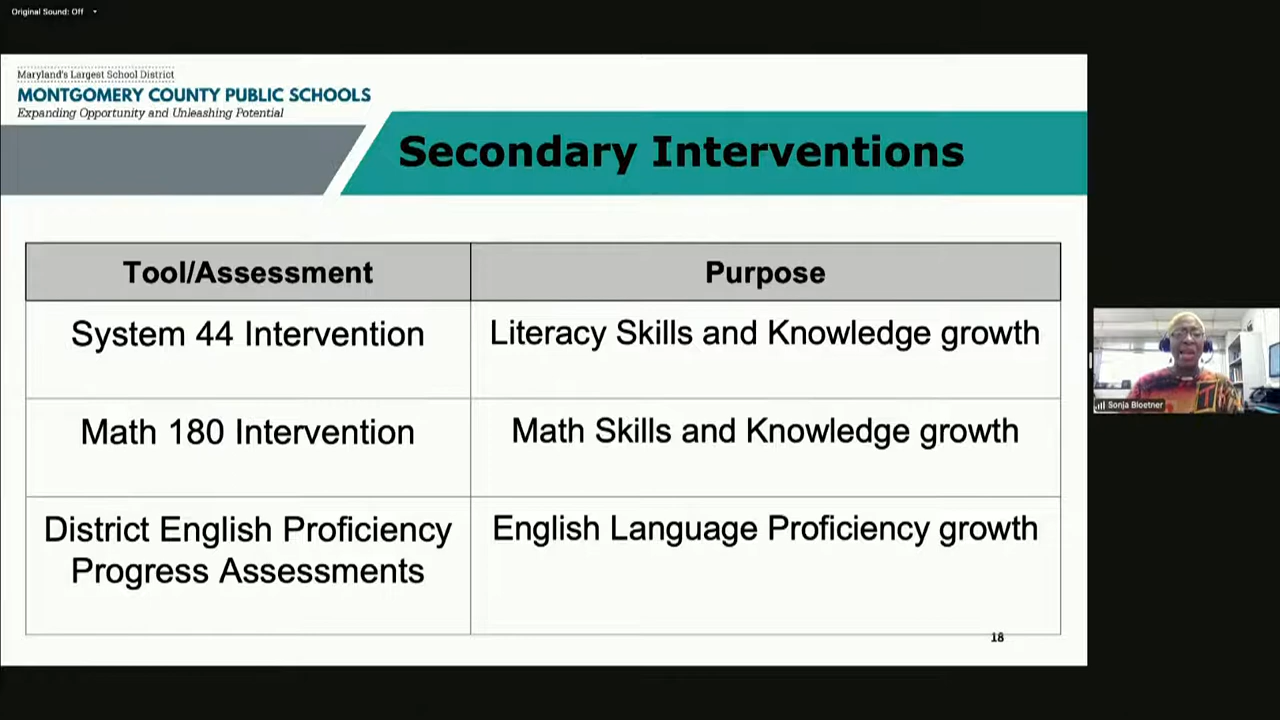 Original Sound: Off
Maryland's Largest School District
MONTGOMERY COUNTY PUBLIC SCHOOLS
Expanding Opportunity and Unleashing Potential
Secondary Interventions
Tool/Assessment
Purpose
System 44 Intervention
Literacy Skills and Knowledge growth
Math 180 Intervention
Math Skills and Knowledge growth
District English Proficiency
Progress Assessments
English Language Proficiency growth
18
Sonja Bloetner